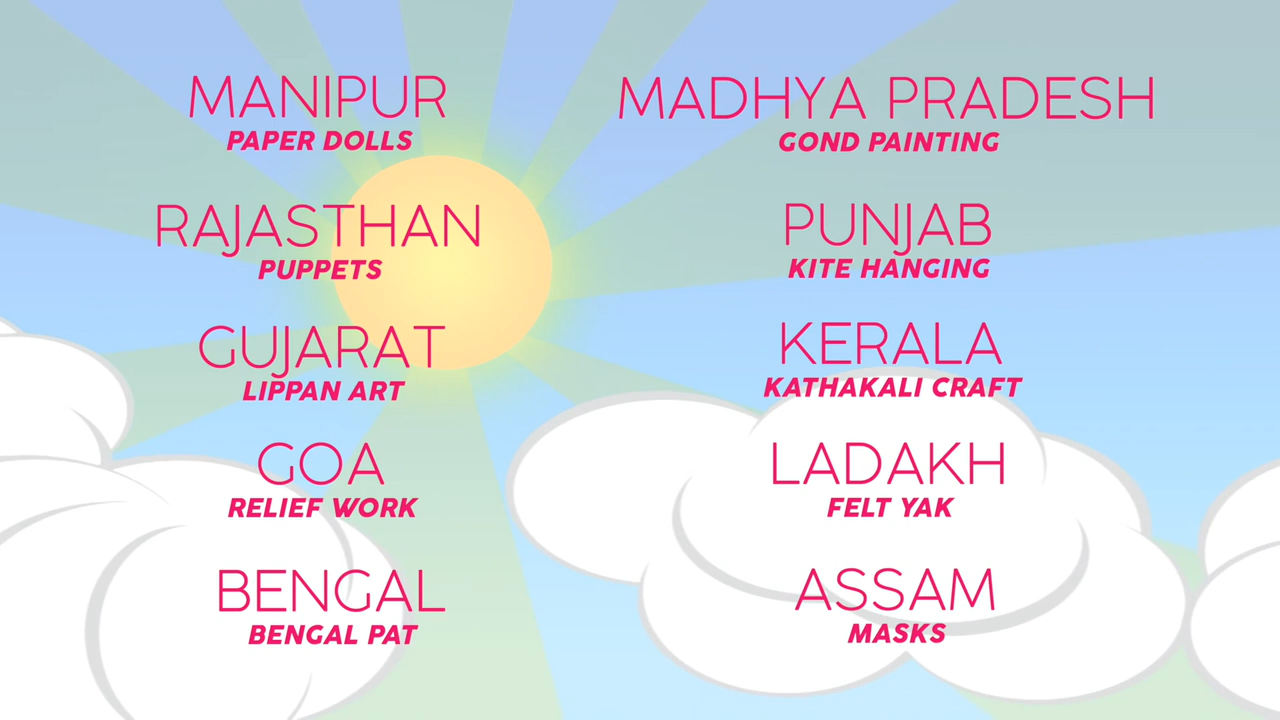 MANIPUR
PAPER DOLLS
RAJASTHAN
PUPPETS
GUJARAT
LIPPAN ART
GOA
RELIEF WORK
BENGAL
BENGAL PAT
MADHYA PRADESH
GOND PAINTING
PUNJAB
KITE HANGING
KERALA
KATHAKALI CRAFT
LADAKH
FELT YAK
ASSAM
MASKS